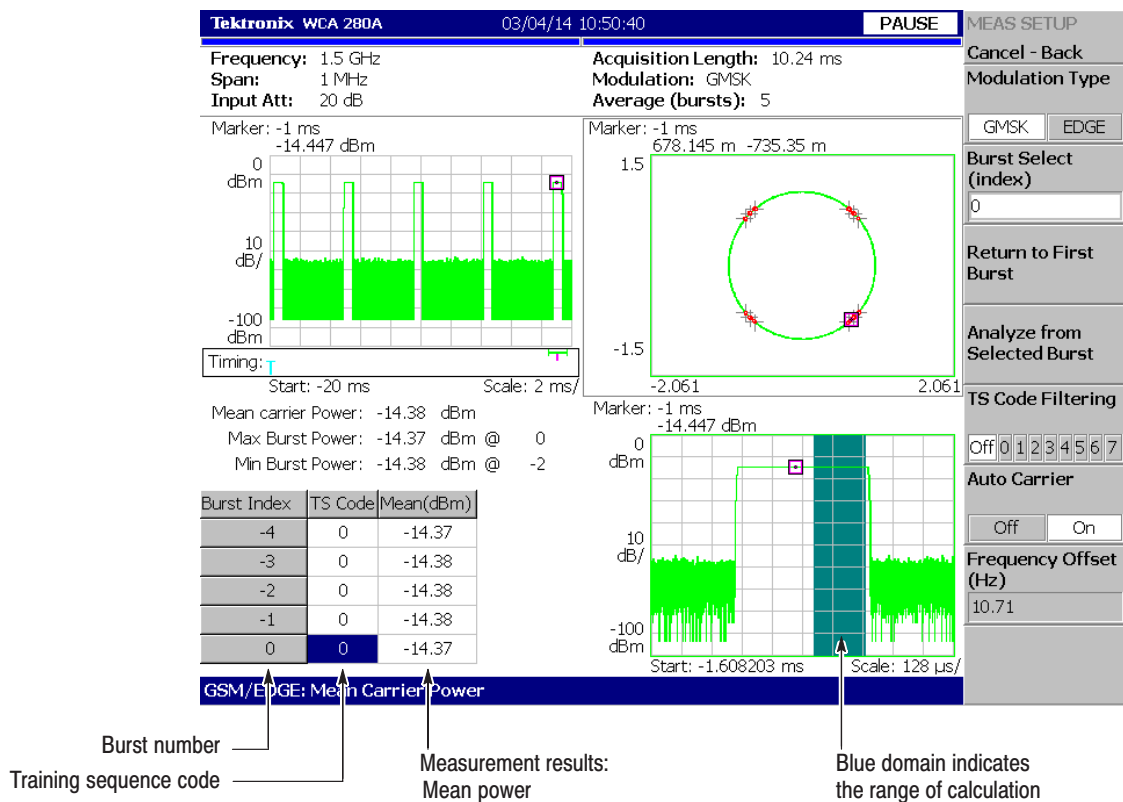 Tektronix WCA 280A 03/04/14 10:50:40 PAUSE
Frequency: 1.5 GHz
Span: 1 MHz
Input Att: 20 dB
Acquisition Length: 10.24 ms
Modulation: GMSK
Average (bursts): 5
Marker: -1 ms
-14.447 dBm
0
dBm
10
dB/
-100
dBm
Timing:
Start: -20 ms Scale: 2 ms/
Marker: -1 ms
678.145 m -735.35 m
1.5
-1.5
-2.061 2.061
Mean carrier Power: -14.38 dBm
Max Burst Power: -14.37 dBm @ 0
Min Burst Power: -14.38 dBm @ -2
Burst Index TS Code Mean(dBm)
-4 0 -14.37
-3 0 -14.38
-2 0 -14.38
-1 0 -14.38
0 0 -14.37
Marker: -1 ms
-14.447 dBm
0
dBm
10
dB/
-100
dBm
Start: -1.608203 ms Scale: 128 µs/
GSM/EDGE: Mean Carrier Power
MEAS SETUP
Cancel - Back
Modulation Type
GMSK EDGE
Burst Select
(index)
0
Return to First
Burst
Analyze from
Selected Burst
TS Code Filtering
Off 0 1 2 3 4 5 6 7
Auto Carrier
Off On
Frequency Offset
(Hz)
10.71
Burst number
Training sequence code
Measurement results:
Mean power
Blue domain indicates
the range of calculation